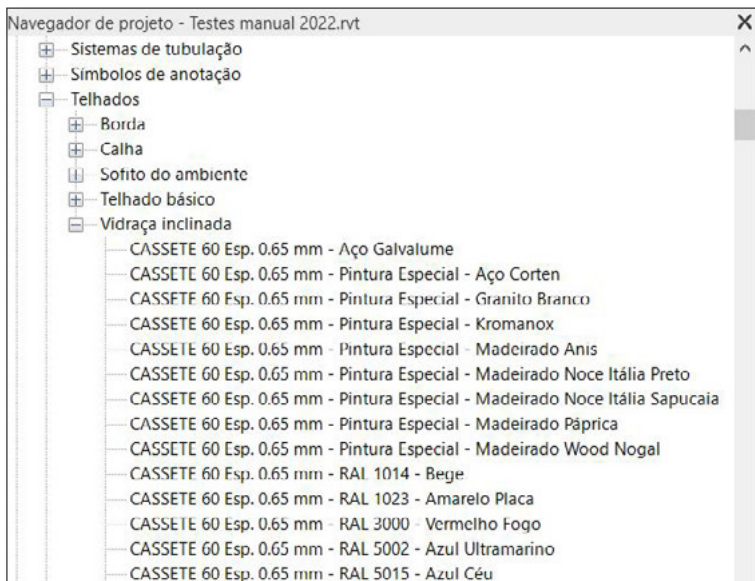 Navegador de projeto - Testes manual 2022.rvt
Sistemas de tubulação
Símbolos de anotação
Telhados
Borda
Calha
Sofito do ambiente
Telhado básico
Vidraça inclinada
CASSETE 60 Esp. 0.65 mm - Aço Galvalume
CASSETE 60 Esp. 0.65 mm - Pintura Especial - Aço Corten
CASSETE 60 Esp. 0.65 mm - Pintura Especial - Granito Branco
CASSETE 60 Esp. 0.65 mm - Pintura Especial - Kromanox
CASSETE 60 Esp. 0.65 mm - Pintura Especial - Madeirado Anis
CASSETE 60 Esp. 0.65 mm - Pintura Especial - Madeirado Noce Itália Preto
CASSETE 60 Esp. 0.65 mm - Pintura Especial - Madeirado Noce Itália Sapucaia
CASSETE 60 Esp. 0.65 mm - Pintura Especial - Madeirado Páprica
CASSETE 60 Esp. 0.65 mm - Pintura Especial - Madeirado Wood Nogal
CASSETE 60 Esp. 0.65 mm - RAL 1014 - Bege
CASSETE 60 Esp. 0.65 mm - RAL 1023 - Amarelo Placa
CASSETE 60 Esp. 0.65 mm - RAL 3000 - Vermelho Fogo
CASSETE 60 Esp. 0.65 mm - RAL 5002 - Azul Ultramarino
CASSETE 60 Esp. 0.65 mm - RAL 5015 - Azul Céu